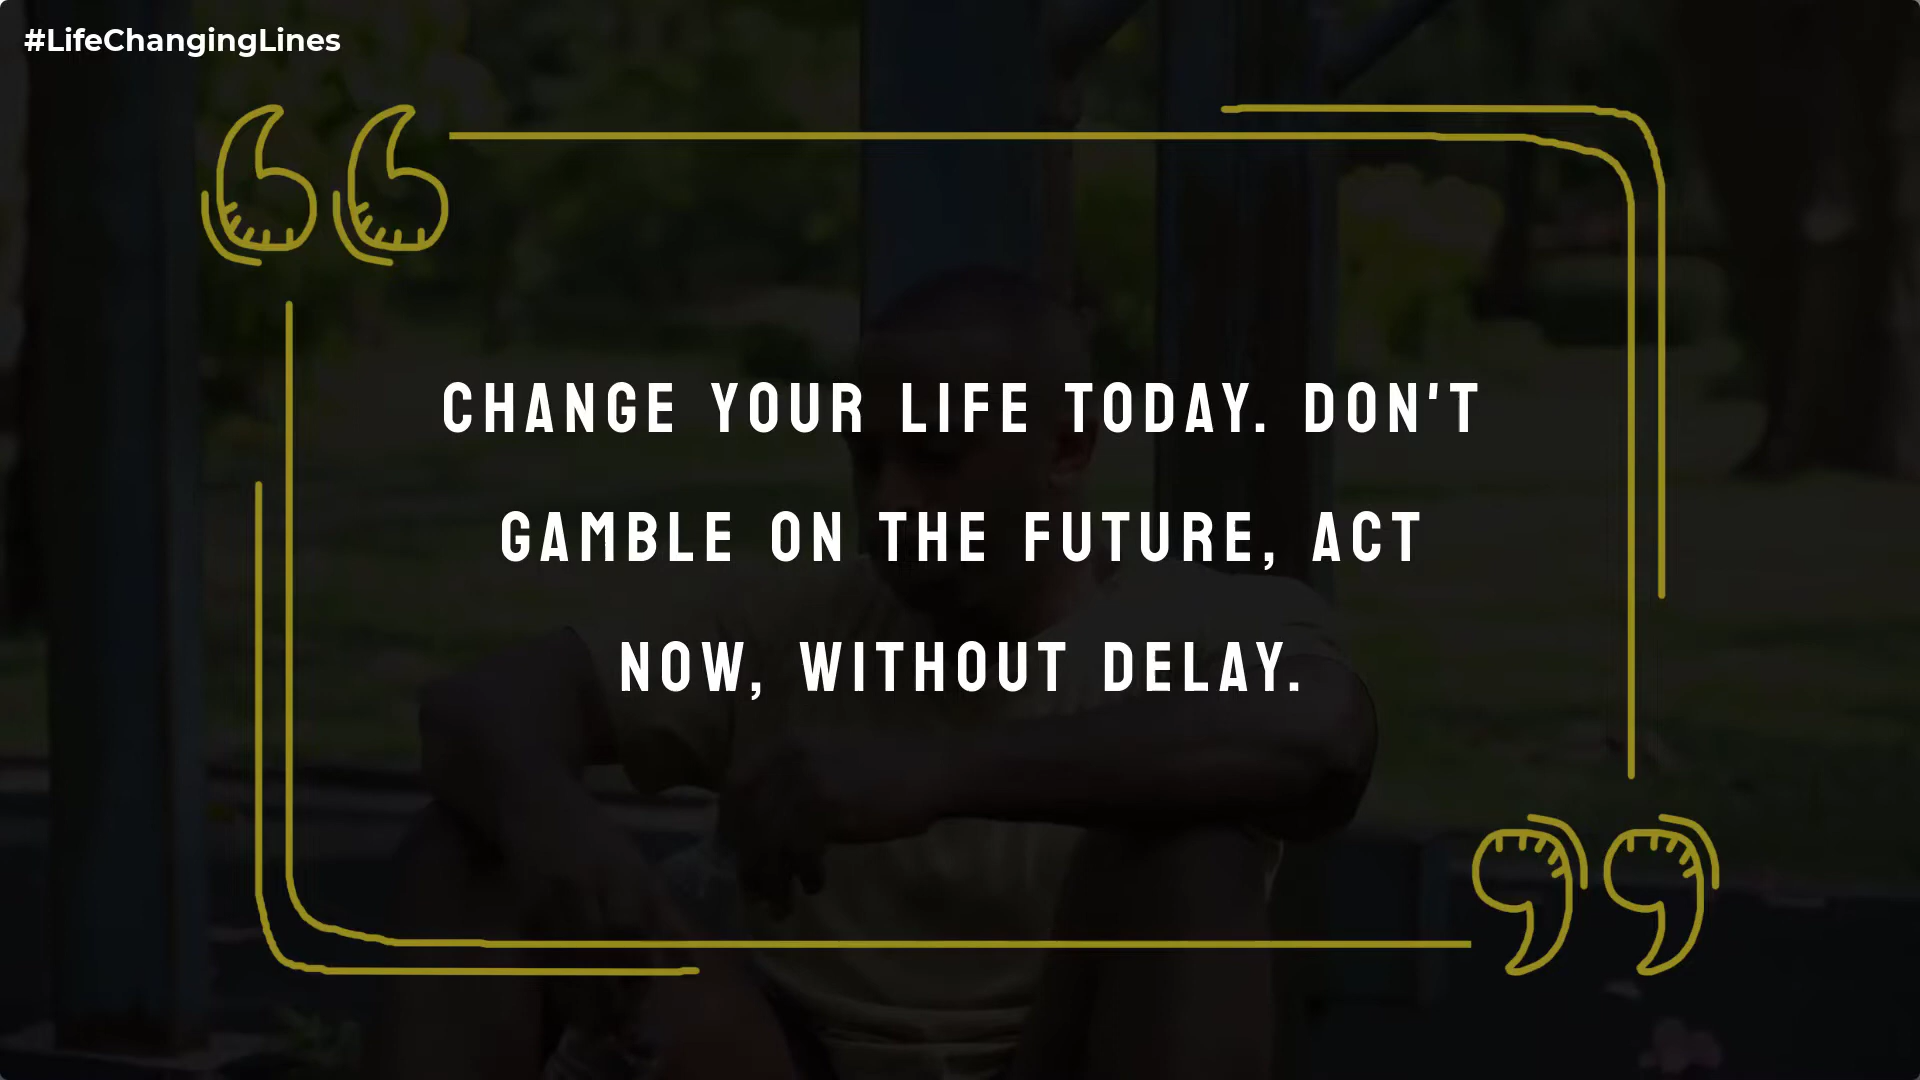 #LifeChangingLines
CHANGE YOUR LIFE TODAY. DON'T
GAMBLE ON THE FUTURE, ACT
NOW, WITHOUT DELAY.